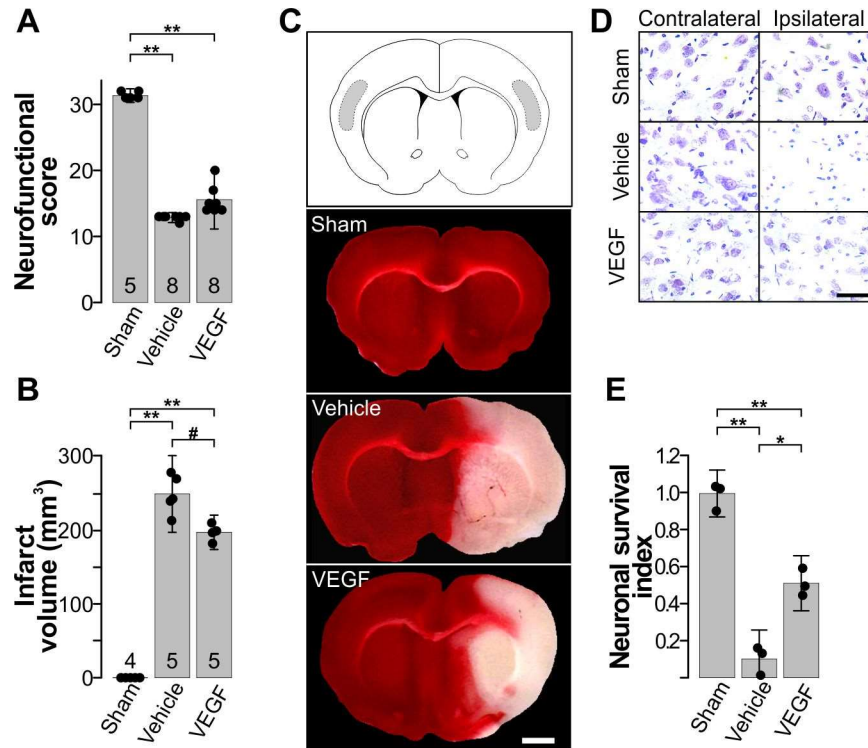 A
**
**
Neurofunctional
score
30
20
10
0
5
8
8
Sham
Vehicle
VEGF
B
**
**
#
Infarct
volume (mm³)
300
200
100
0
4
5
5
Sham
Vehicle
VEGF
C
Sham
Vehicle
VEGF
D
Contralateral Ipsilateral
Sham
Vehicle
VEGF
E
**
**
*
Neuronal survival
index
1.2
1.0
0.8
0.6
0.4
0.2
Sham
Vehicle
VEGF